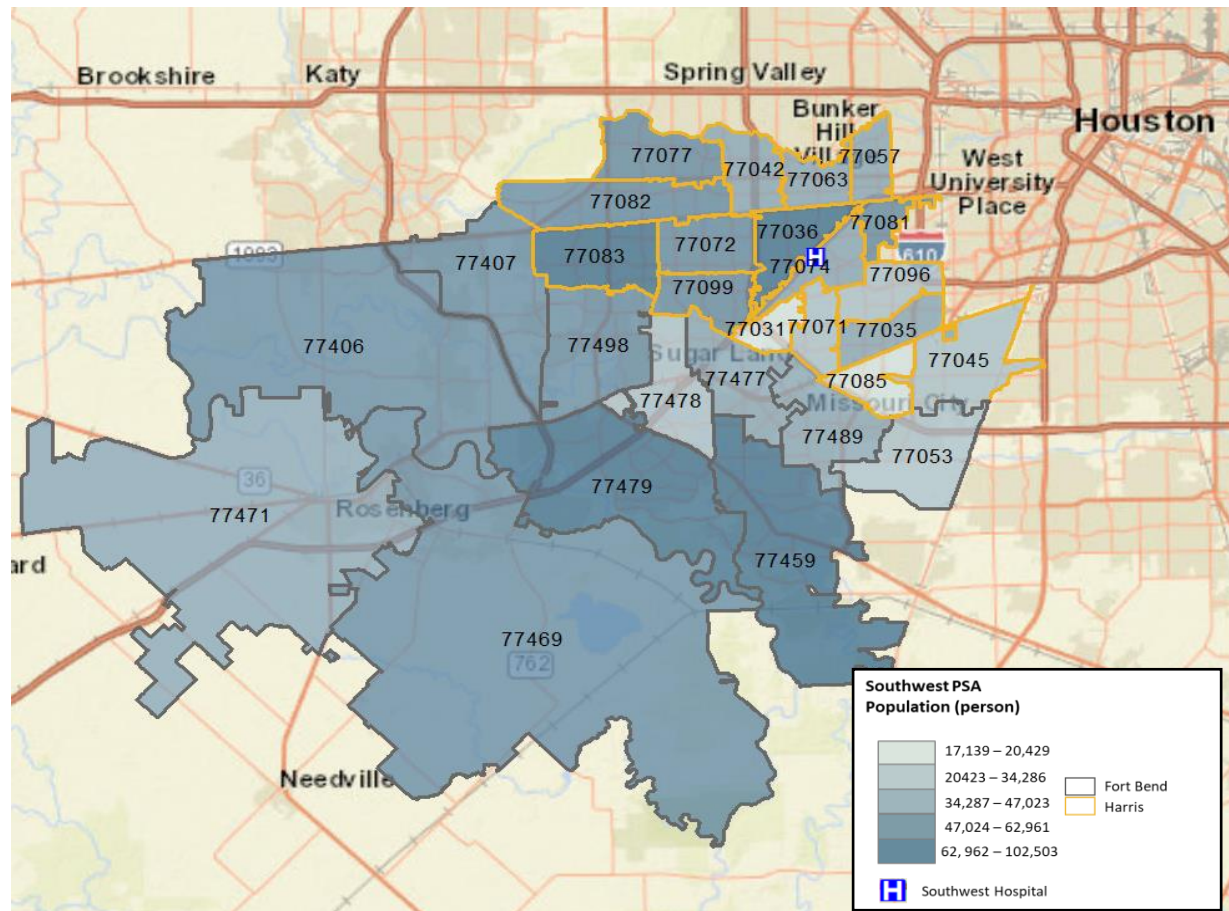 Brookshire
Katy
Spring Valley
Bunker
Hill
Village
Houston
West
University
Place
77077
77042
77063
77057
77082
77036
77081
610
77072
77083
77407
1093
77074
77096
77099
77031
77071
77035
77406
77498
Sugar Land
77477
77045
77085
77478
Missouri City
77489
77053
77479
36
77471
Rosenberg
ard
77459
77469
762
Needville
Southwest PSA
Population (person)
17,139 – 20,429
20423 – 34,286
34,287 – 47,023
47,024 – 62,961
62, 962 – 102,503
Fort Bend
Harris
H
Southwest Hospital